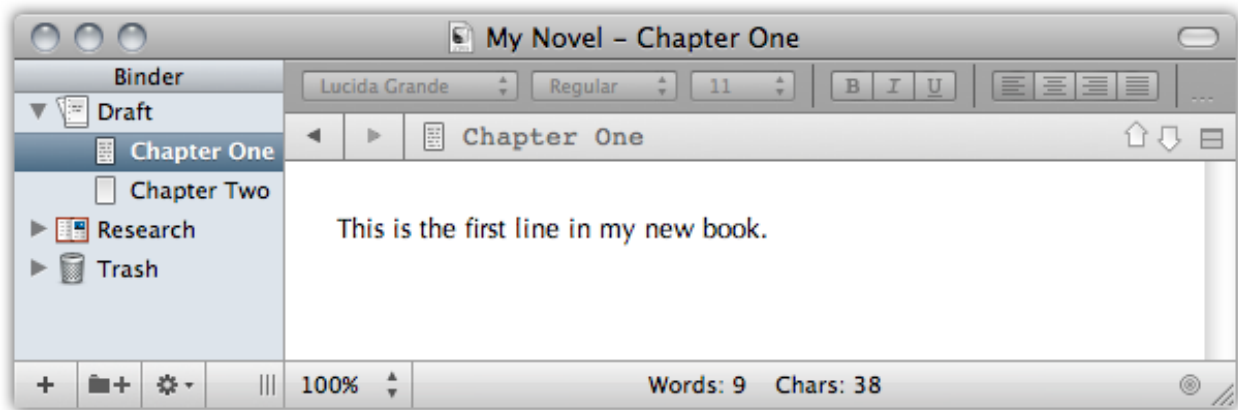 My Novel – Chapter One
Binder
Lucida Grande Regular 11 B I U ...
Draft
Chapter One
Chapter One
Chapter Two
Research
This is the first line in my new book.
Trash
100% Words: 9 Chars: 38